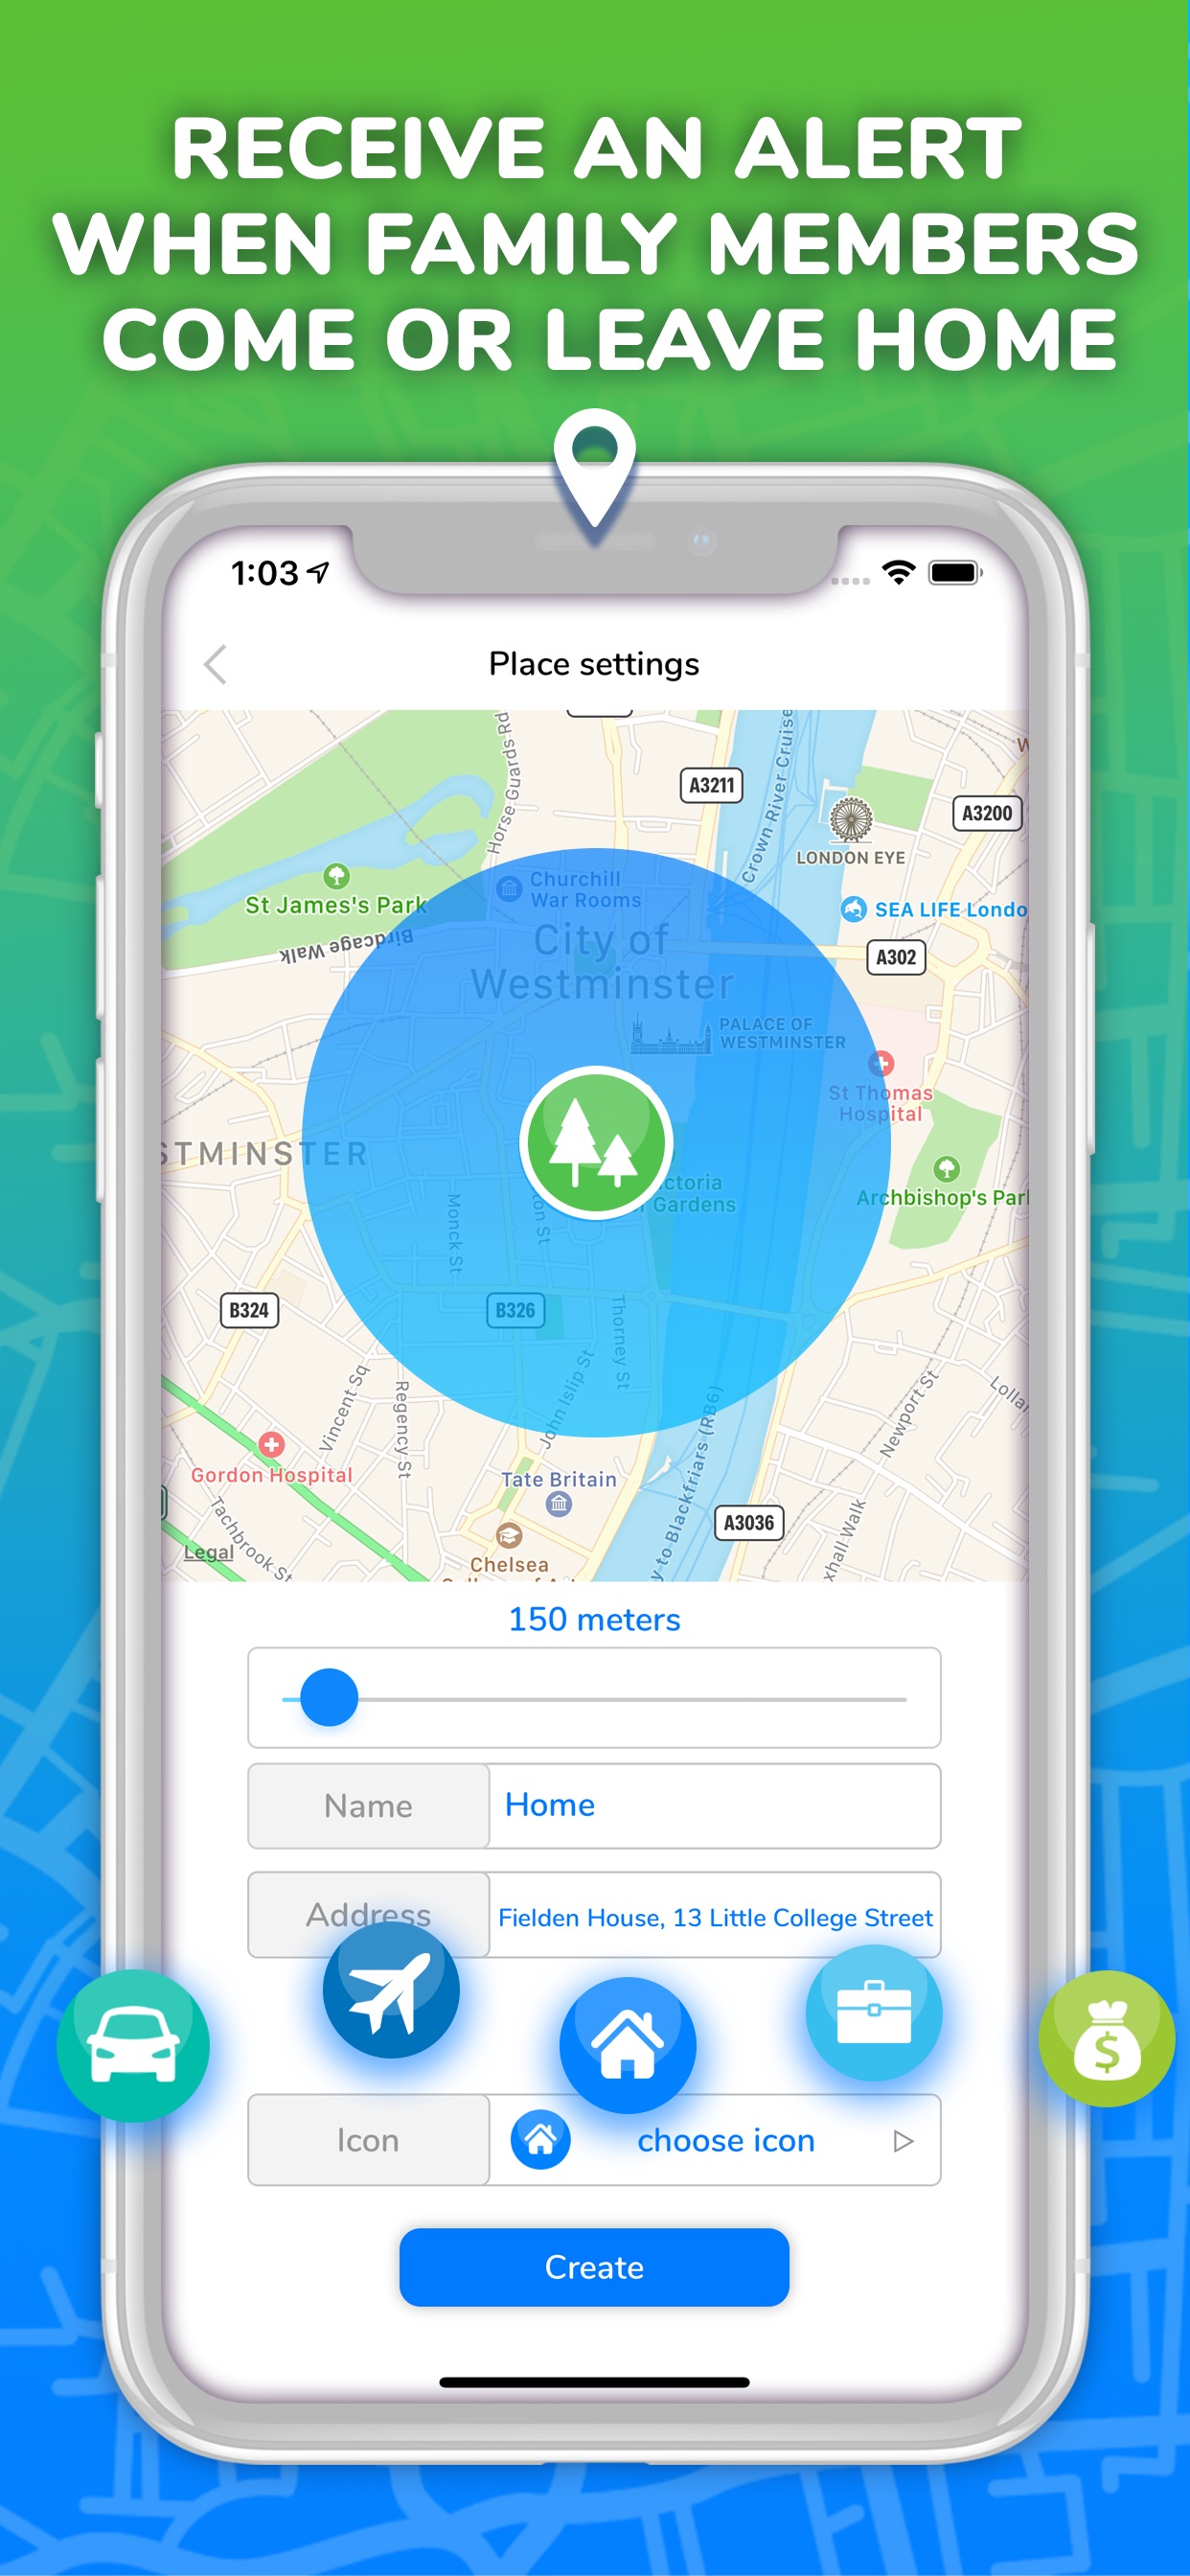 RECEIVE AN ALERT
WHEN FAMILY MEMBERS
COME OR LEAVE HOME
1:03
Place settings
Horse Guards Rd
A3211
Crown River Cruise
A3200
LONDON EYE
St James's Park
Churchill
War Rooms
SEA LIFE Londo
Birdcage Walk
City of
Westminster
A302
PALACE OF
WESTMINSTER
St Thomas
Hospital
STMINSTER
ctoria
Gardens
Archbishop's Par
Monck St
on St
B324
B326
Thorney St
John Islip St
Vincent Sq
Regency St
Newport St
Lolla
Gordon Hospital
Tate Britain
y to Blackfriars (RB6)
A3036
xhall Walk
Tachbrook St
Legal
Chelsea
150 meters
Name
Home
Address
Fielden House, 13 Little College Street
$
Icon
choose icon
Create